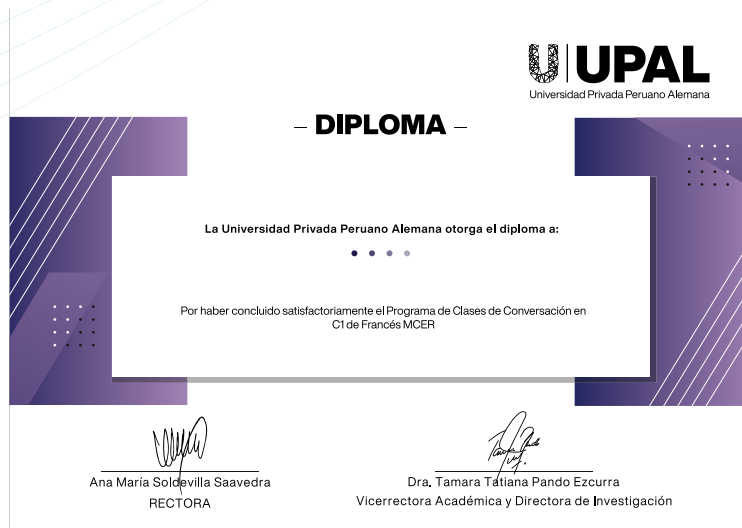 UPAL
Universidad Privada Peruano Alemana
– DIPLOMA –
La Universidad Privada Peruano Alemana otorga el diploma a:
Por haber concluido satisfactoriamente el Programa de Clases de Conversación en
C1 de Francés MCER
Ana María Soldevilla Saavedra
RECTORA
Dra. Tamara Tatiana Pando Ezcurra
Vicerrectora Académica y Directora de Investigación